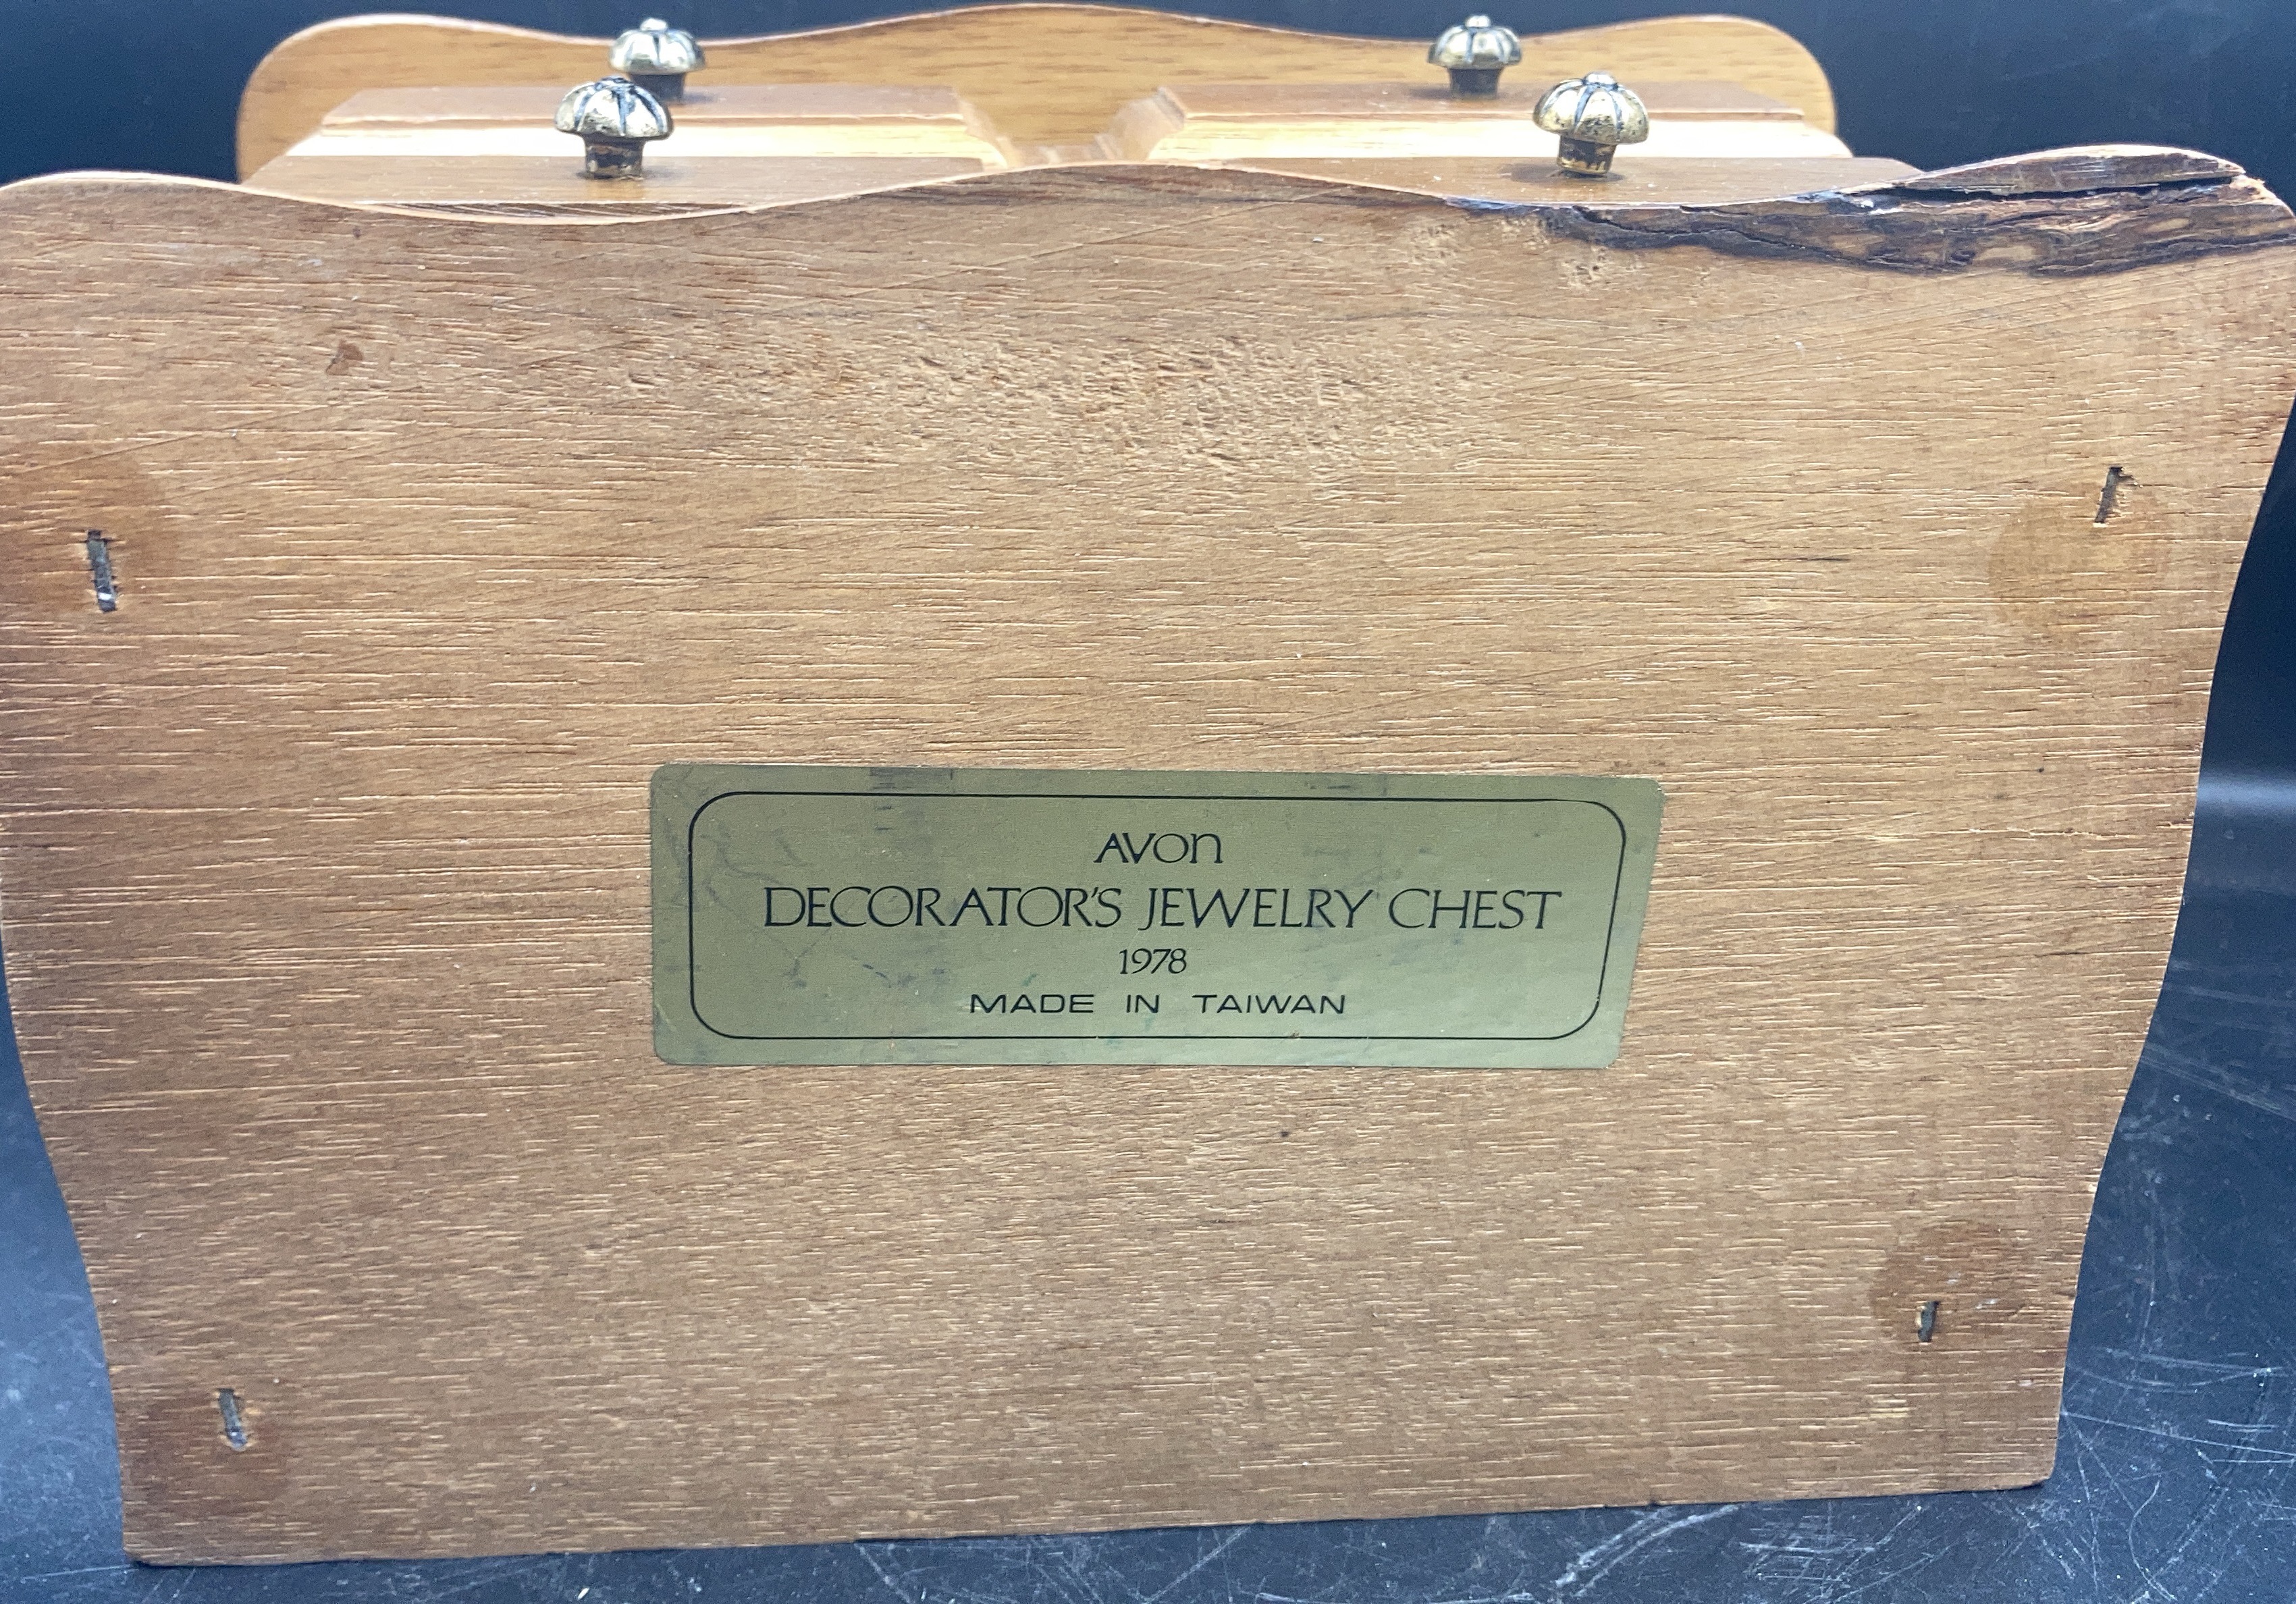 AVON
DECORATOR'S JEWELRY CHEST
1978
MADE IN TAIWAN